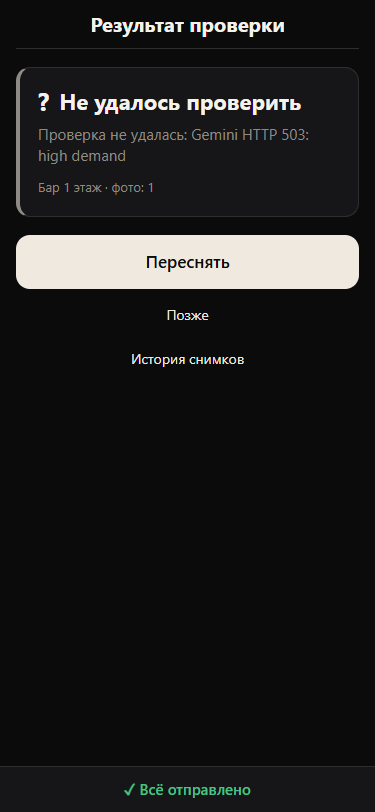 Результат проверки
? Не удалось проверить
Проверка не удалась: Gemini HTTP 503:
high demand
Бар 1 этаж · фото: 1
Переснять
Позже
История снимков
✓ Всё отправлено